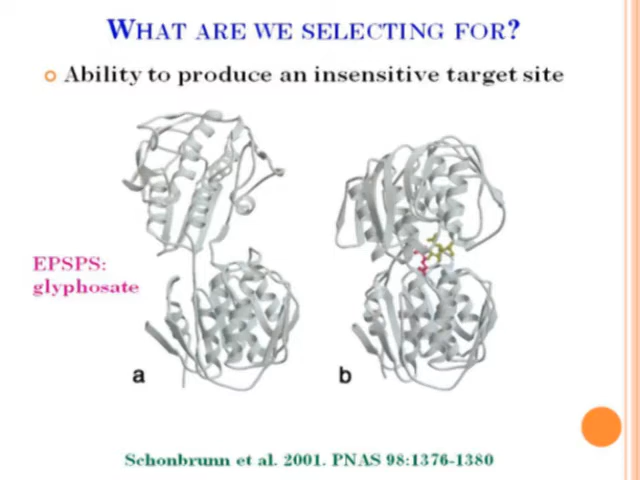 WHAT ARE WE SELECTING FOR?
Ability to produce an insensitive target site
EPSPS:
glyphosate
a
b
Schonbrunn et al. 2001. PNAS 98:1376-1380